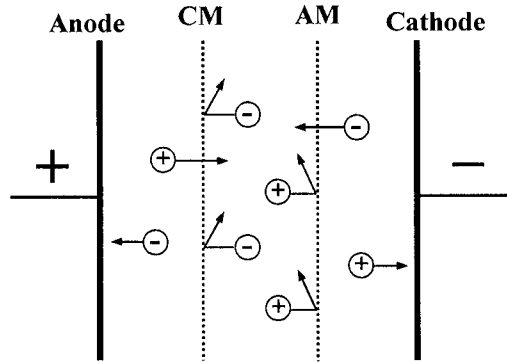 Anode CM AM Cathode
+ −
- -
+
+
- - +
+